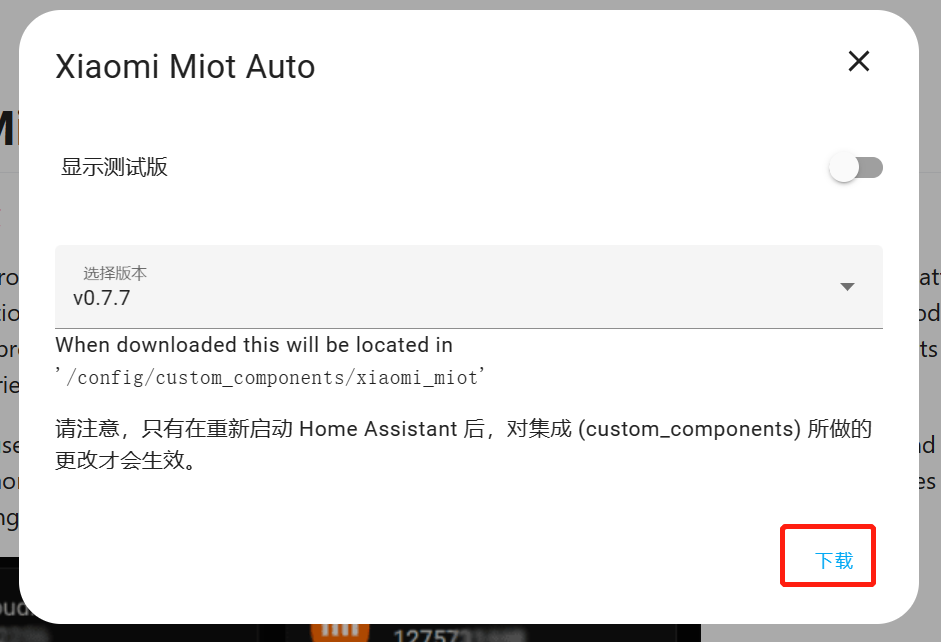 Xiaomi Miot Auto
显示测试版
选择版本
v0.7.7
When downloaded this will be located in
'/config/custom_components/xiaomi_miot'
请注意，只有在重新启动 Home Assistant 后，对集成 (custom_components) 所做的
更改才会生效。
下载